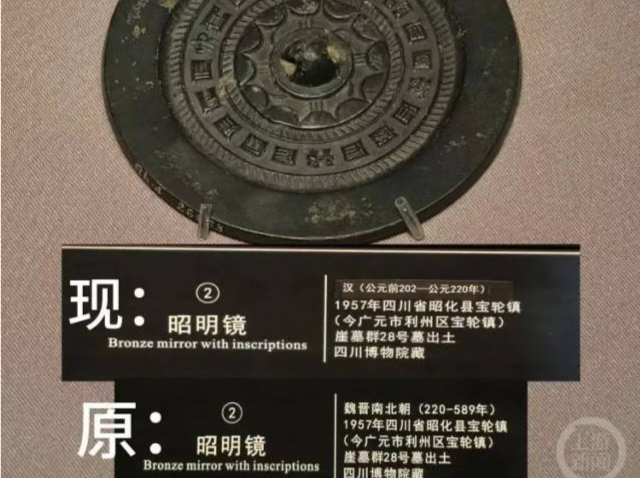 现：
②
昭明镜
Bronze mirror with inscriptions
汉（公元前202—公元220年）
1957年四川省昭化县宝轮镇
（今广元市利州区宝轮镇）
崖墓群28号墓出土
四川博物院藏
原：
②
昭明镜
Bronze mirror with inscriptions
魏晋南北朝（220-589年）
1957年四川省昭化县宝轮镇
（今广元市利州区宝轮镇）
崖墓群28号墓出土
四川博物院藏
上游新闻